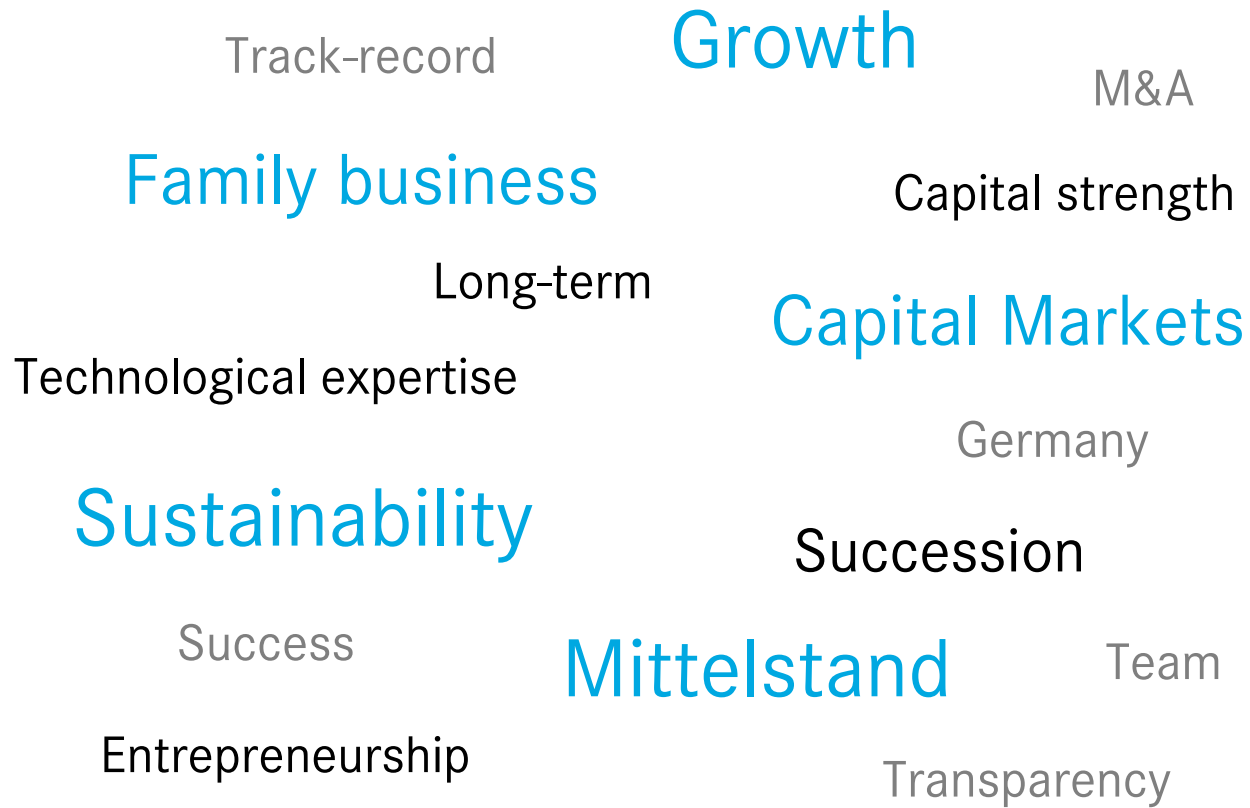 Growth
Track-record
M&A
Family business
Capital strength
Long-term
Capital Markets
Technological expertise
Germany
Sustainability
Succession
Success
Mittelstand
Team
Entrepreneurship
Transparency